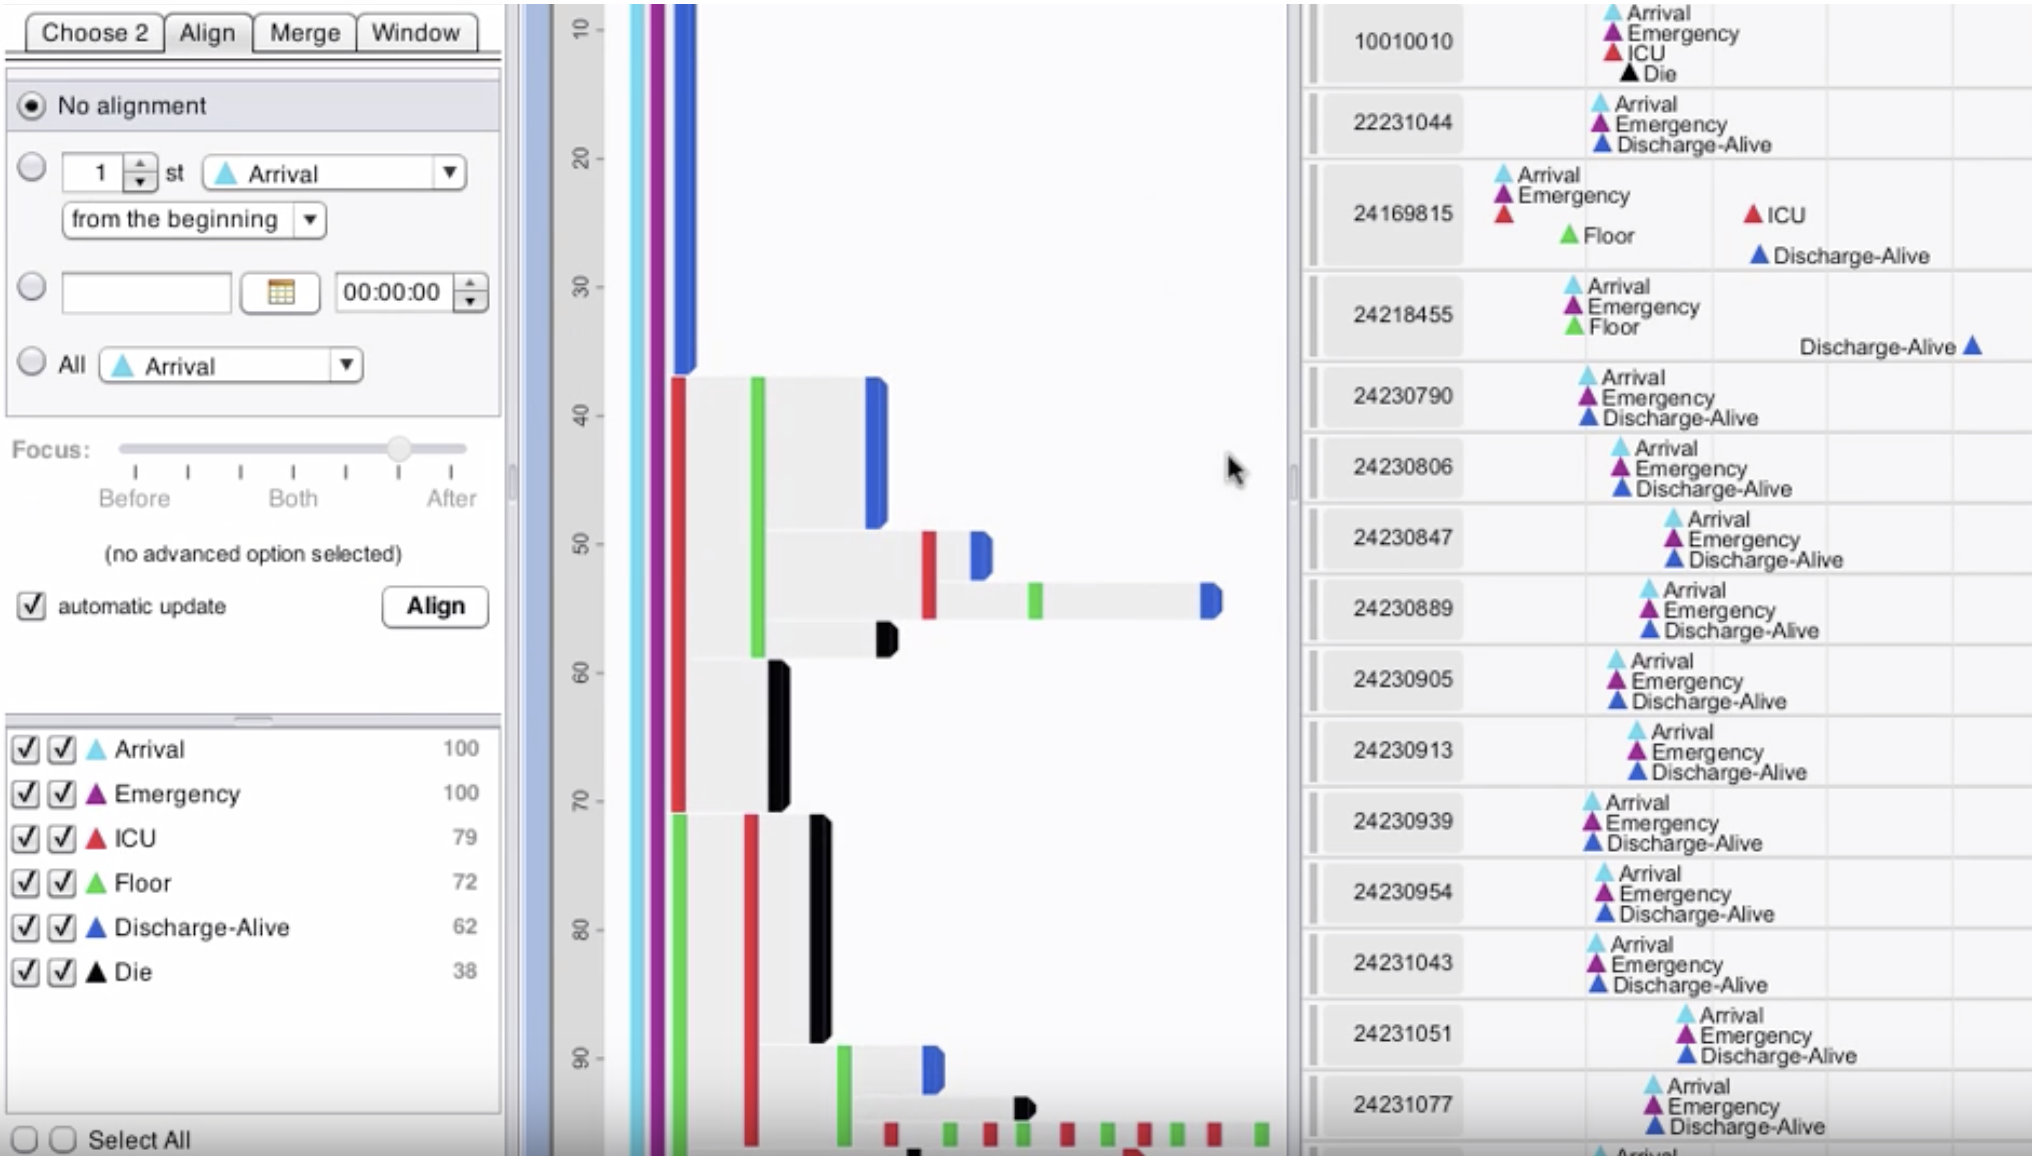 Choose 2 Align Merge Window
No alignment
1 st Arrival
from the beginning
00:00:00
All Arrival
Focus:
Before Both After
(no advanced option selected)
automatic update Align
Arrival 100
Emergency 100
ICU 79
Floor 72
Discharge-Alive 62
Die 38
Select All
10
20
30
40
50
60
70
80
90
Arrival
10010010 Emergency
ICU
Die
Arrival
22231044 Emergency
Discharge-Alive
Arrival
Emergency
24169815 ICU
Floor
Discharge-Alive
Arrival
24218455 Emergency
Floor
Discharge-Alive
Arrival
24230790 Emergency
Discharge-Alive
Arrival
24230806 Emergency
Discharge-Alive
Arrival
24230847 Emergency
Discharge-Alive
Arrival
24230889 Emergency
Discharge-Alive
Arrival
24230905 Emergency
Discharge-Alive
Arrival
24230913 Emergency
Discharge-Alive
Arrival
24230939 Emergency
Discharge-Alive
Arrival
24230954 Emergency
Discharge-Alive
Arrival
24231043 Emergency
Discharge-Alive
Arrival
24231051 Emergency
Discharge-Alive
Arrival
24231077 Emergency
Discharge-Alive
Arrival